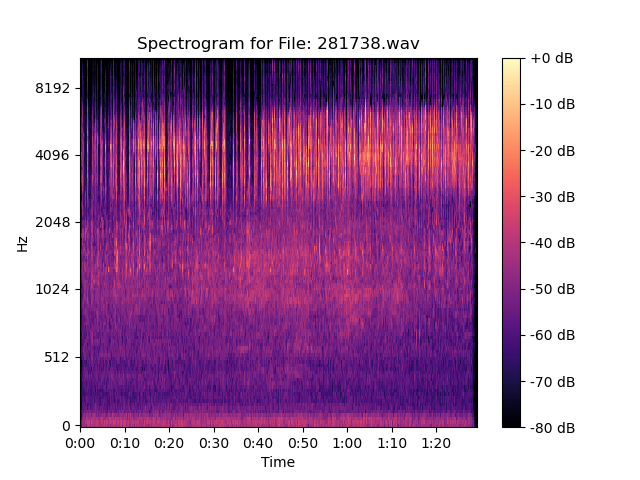 Spectrogram for File: 281738.wav
8192
4096
2048
1024
512
0
Hz
0:00 0:10 0:20 0:30 0:40 0:50 1:00 1:10 1:20
Time
+0 dB
-10 dB
-20 dB
-30 dB
-40 dB
-50 dB
-60 dB
-70 dB
-80 dB